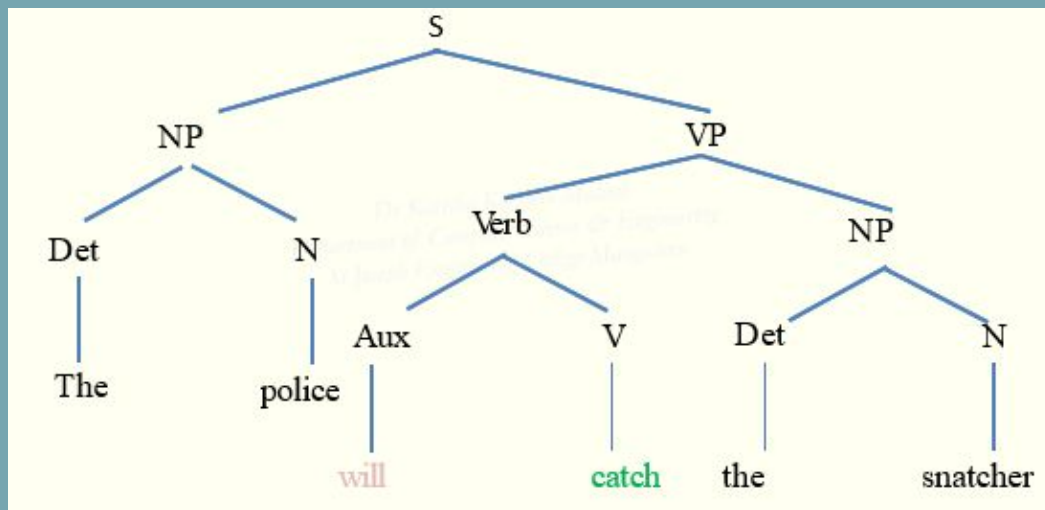 S
NP VP
Verb NP
Det N
Aux V Det N
The police
will catch the snatcher